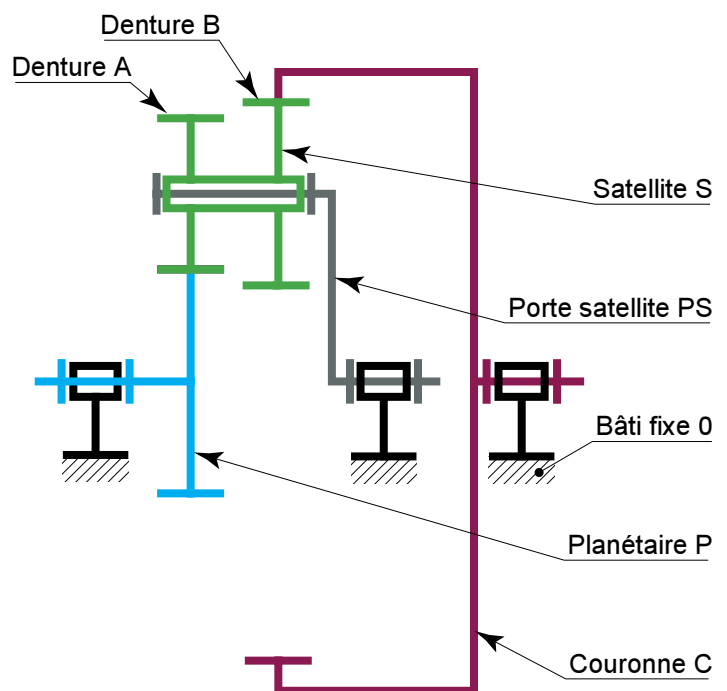 Denture B
Denture A
Satellite S
Porte satellite PS
Bâti fixe 0
Planétaire P
Couronne C